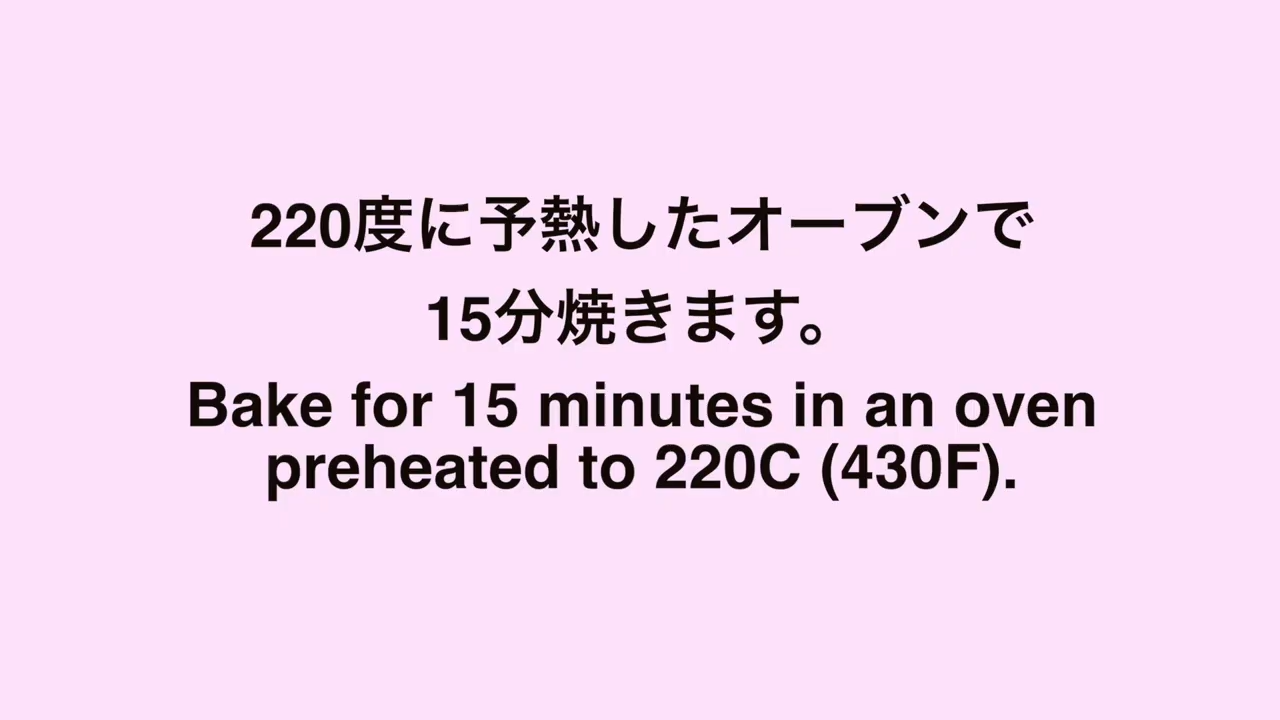 220度に予熱したオーブンで
15分焼きます。
Bake for 15 minutes in an oven
preheated to 220C (430F).